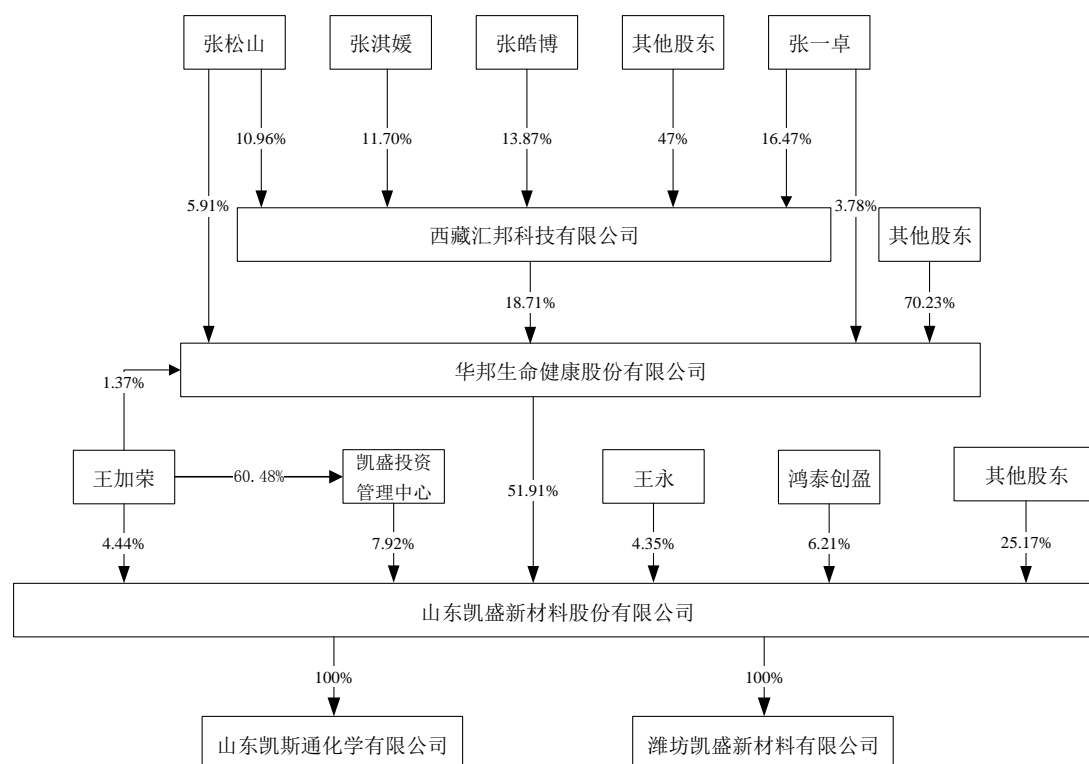 张松山
张淇媛
张皓博
其他股东
张一卓
10.96%
11.70%
13.87%
47%
16.47%
5.91%
3.78%
西藏汇邦科技有限公司
其他股东
18.71%
70.23%
华邦生命健康股份有限公司
1.37%
王加荣
60.48%
凯盛投资
管理中心
51.91%
王永
鸿泰创盈
其他股东
4.44%
7.92%
4.35%
6.21%
25.17%
山东凯盛新材料股份有限公司
100%
100%
山东凯斯通化学有限公司
潍坊凯盛新材料有限公司